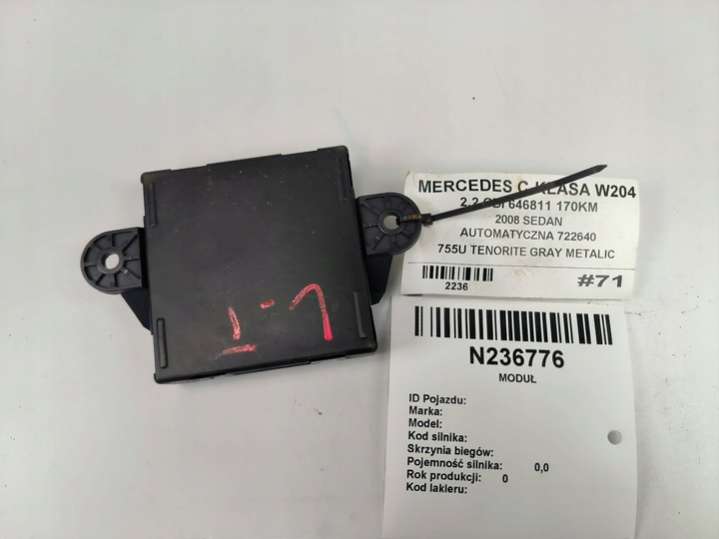 MERCEDES C-KLASA W204
2.2 CDI 646811 170KM
2008 SEDAN
AUTOMATYCZNA 722640
755U TENORITE GRAY METALIC
2236
#71
N236776
MODUŁ
ID Pojazdu:
Marka:
Model:
Kod silnika:
Skrzynia biegów:
Pojemność silnika: 0,0
Rok produkcji: 0
Kod lakieru: